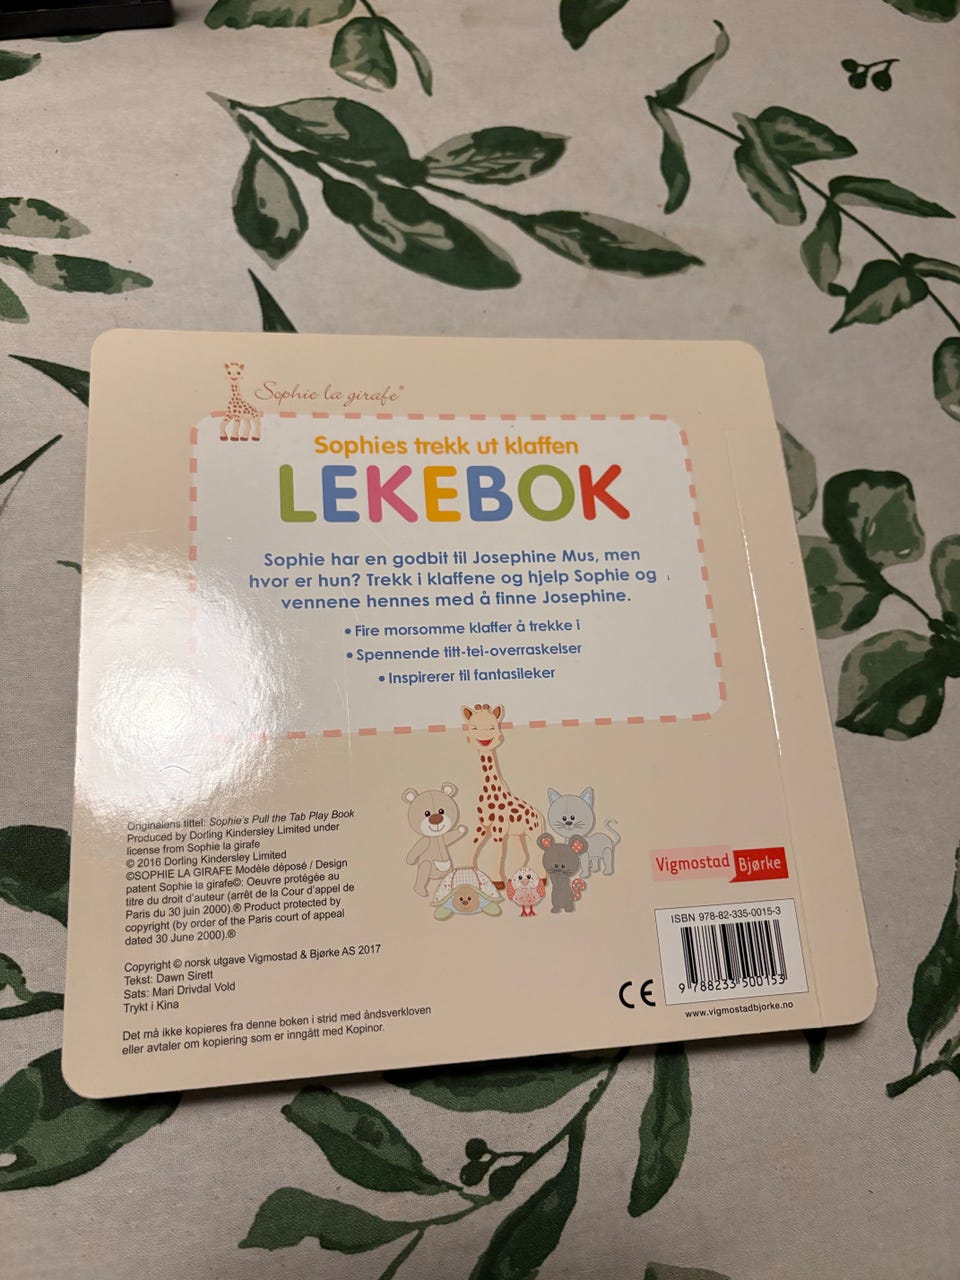 Sophie la girafe®
Sophies trekk ut klaffen
LEKEBOK
Sophie har en godbit til Josephine Mus, men
hvor er hun? Trekk i klaffene og hjelp Sophie og
vennene hennes med å finne Josephine.
• Fire morsomme klaffer å trekke i
• Spennende titt-tei-overraskelser
• Inspirerer til fantasileker
Originalens tittel: Sophie's Pull the Tab Play Book
Produced by Dorling Kindersley Limited under
license from Sophie la girafe
© 2016 Dorling Kindersley Limited
©SOPHIE LA GIRAFE Modèle déposé / Design
patent Sophie la girafe©: Oeuvre protégée au
titre du droit d'auteur (arrêt de la Cour d'appel de
Paris du 30 juin 2000).® Product protected by
copyright (by order of the Paris court of appeal
dated 30 June 2000).®
Copyright © norsk utgave Vigmostad & Bjørke AS 2017
Tekst: Dawn Sirett
Sats: Mari Drivdal Vold
Trykt i Kina
Det må ikke kopieres fra denne boken i strid med åndsverkloven
eller avtaler om kopiering som er inngått med Kopinor.
Vigmostad Bjørke
ISBN 978-82-335-0015-3
9 788233 500153
CE
www.vigmostadbjorke.no